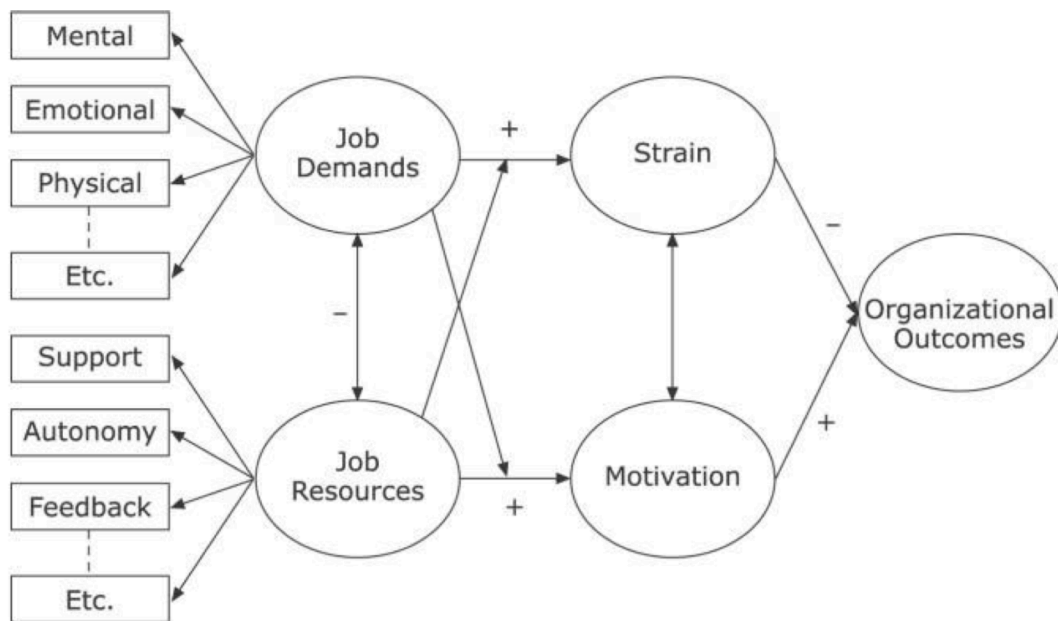 Mental
Emotional
Physical
Etc.
Support
Autonomy
Feedback
Etc.
Job
Demands
+
Strain
–
–
Organizational
Outcomes
Job
Resources
+
Motivation
+